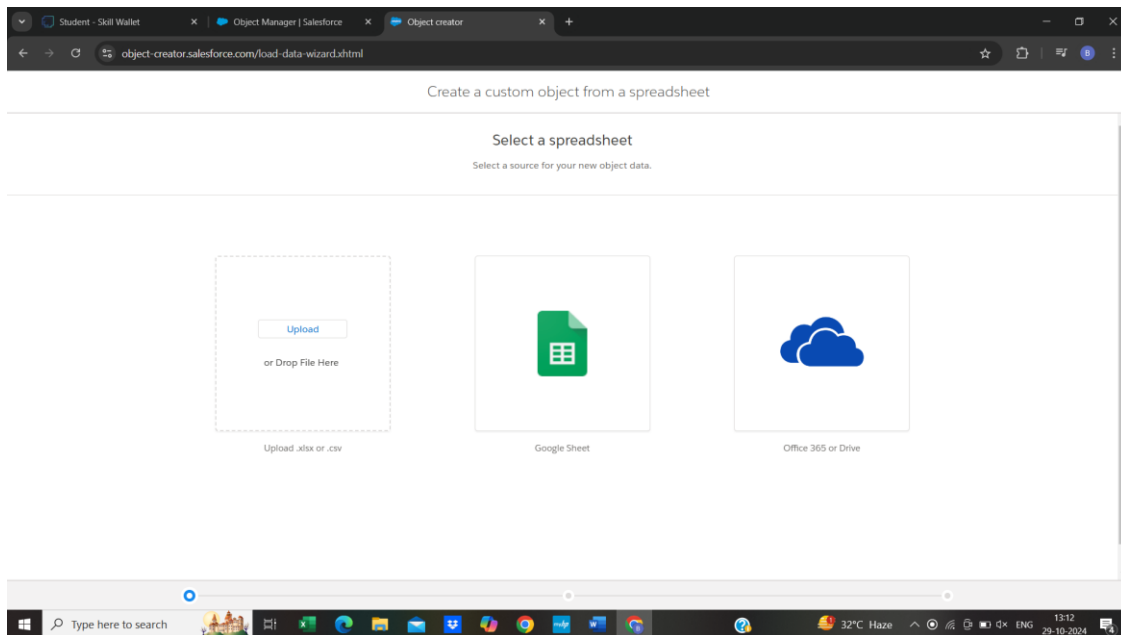 Student - Skill Wallet
Object Manager | Salesforce
Object creator
object-creator.salesforce.com/load-data-wizard.xhtml
B
Create a custom object from a spreadsheet
Select a spreadsheet
Select a source for your new object data.
Upload
or Drop File Here
Upload .xlsx or .csv
Google Sheet
Office 365 or Drive
Type here to search
32°C Haze
ENG
13:12
29-10-2024